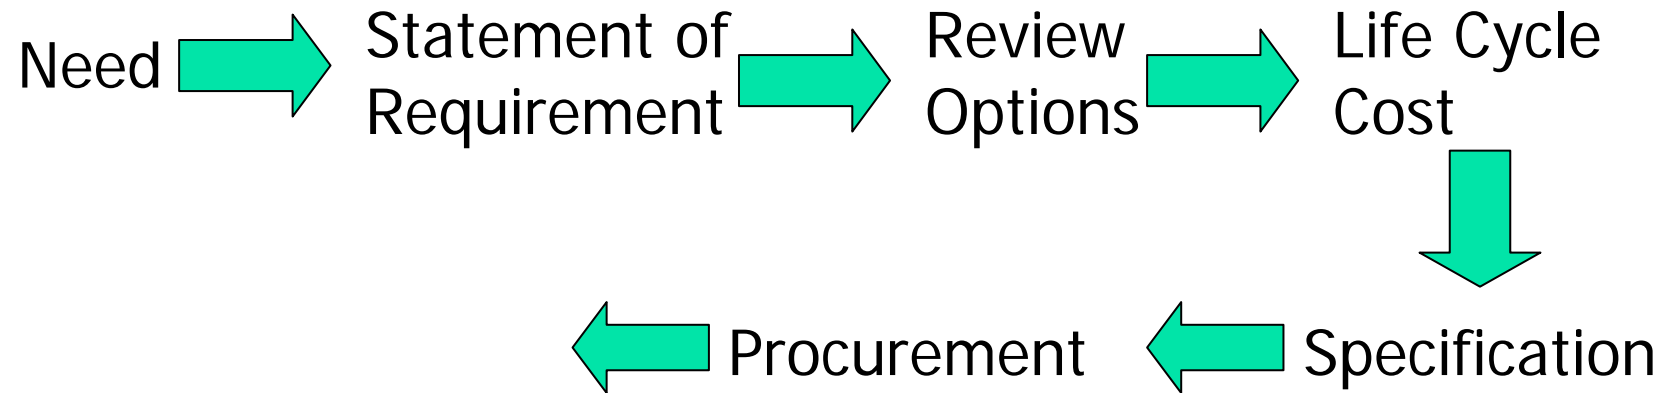 Need
Statement of
Requirement
Review
Options
Life Cycle
Cost
Specification
Procurement